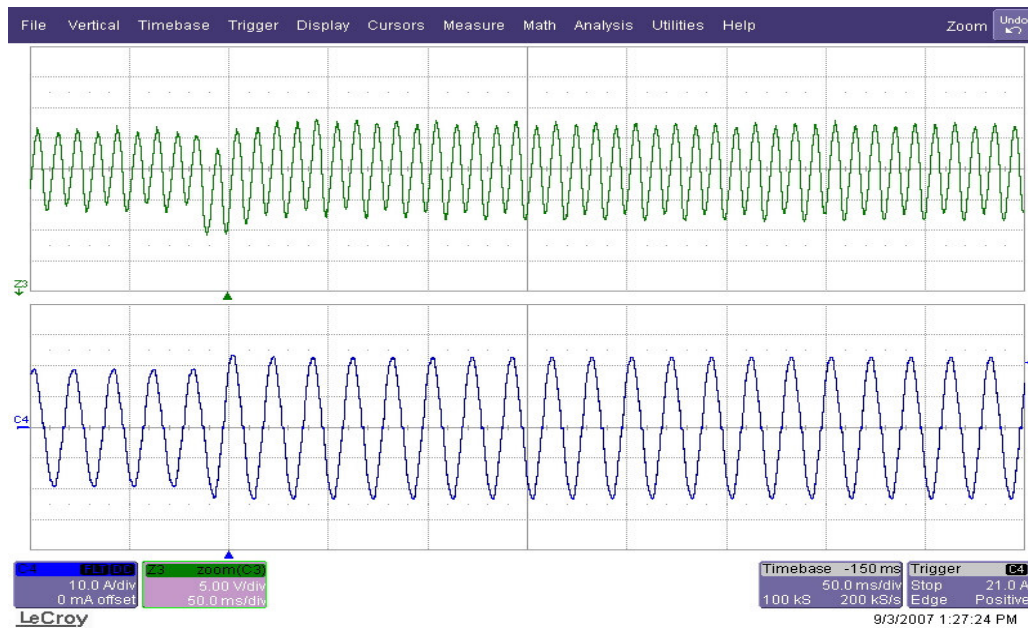 File Vertical Timebase Trigger Display Cursors Measure Math Analysis Utilities Help Zoom Undo
Z3
C4
C4 FLT DC
10.0 A/div
0 mA offset
Z3 zoom(C3)
5.00 V/div
50.0 ms/div
Timebase -150 ms
50.0 ms/div
100 kS 200 kS/s
Trigger C4
Stop 21.0 A
Edge Positive
LeCroy
9/3/2007 1:27:24 PM